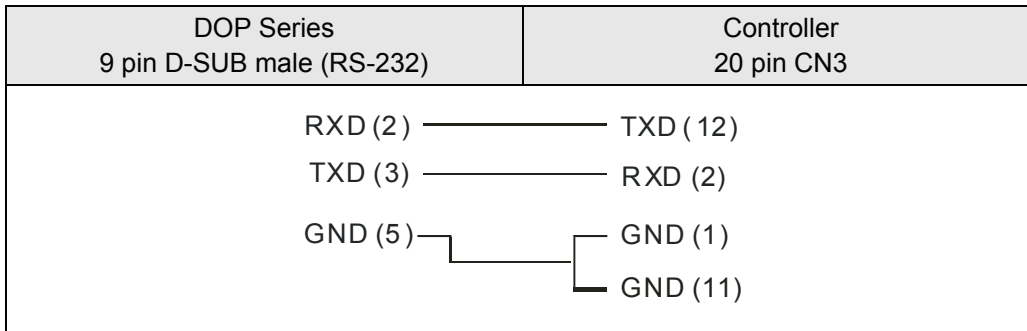 DOP Series
9 pin D-SUB male (RS-232)
Controller
20 pin CN3
RXD (2) TXD (12)
TXD (3) RXD (2)
GND (5) GND (1)
GND (11)